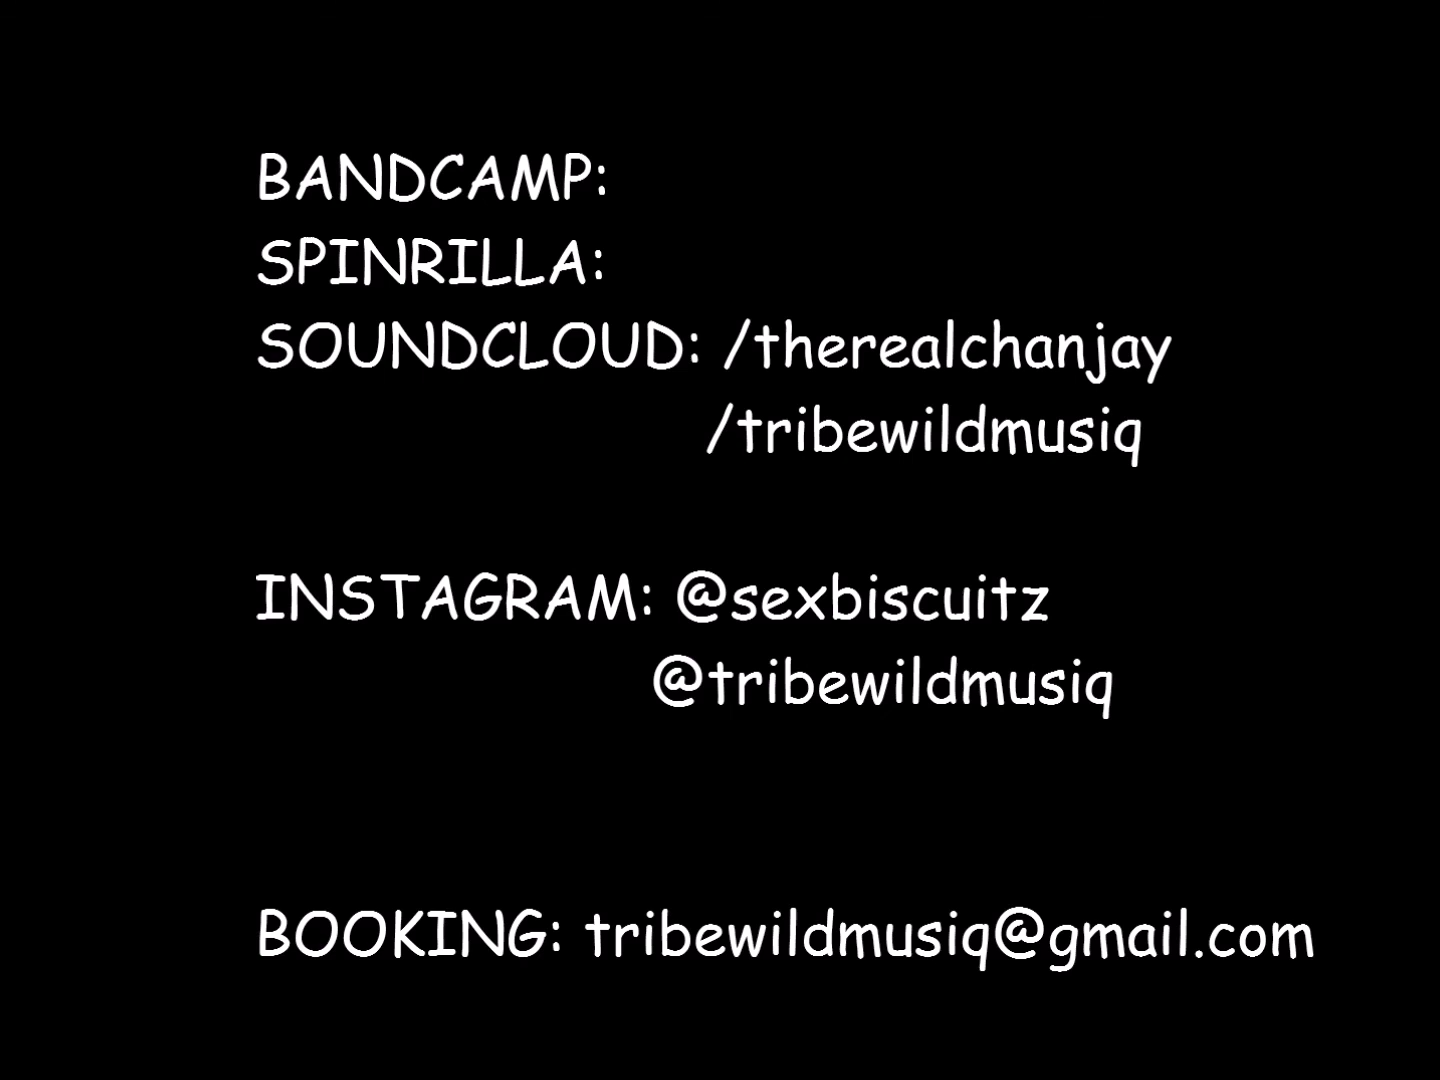 BANDCAMP:
SPINRILLA:
SOUNDCLOUD: /therealchanjay
/tribewildmusiq
INSTAGRAM: @sexbiscuitz
@tribewildmusiq
BOOKING: tribewildmusiq@gmail.com